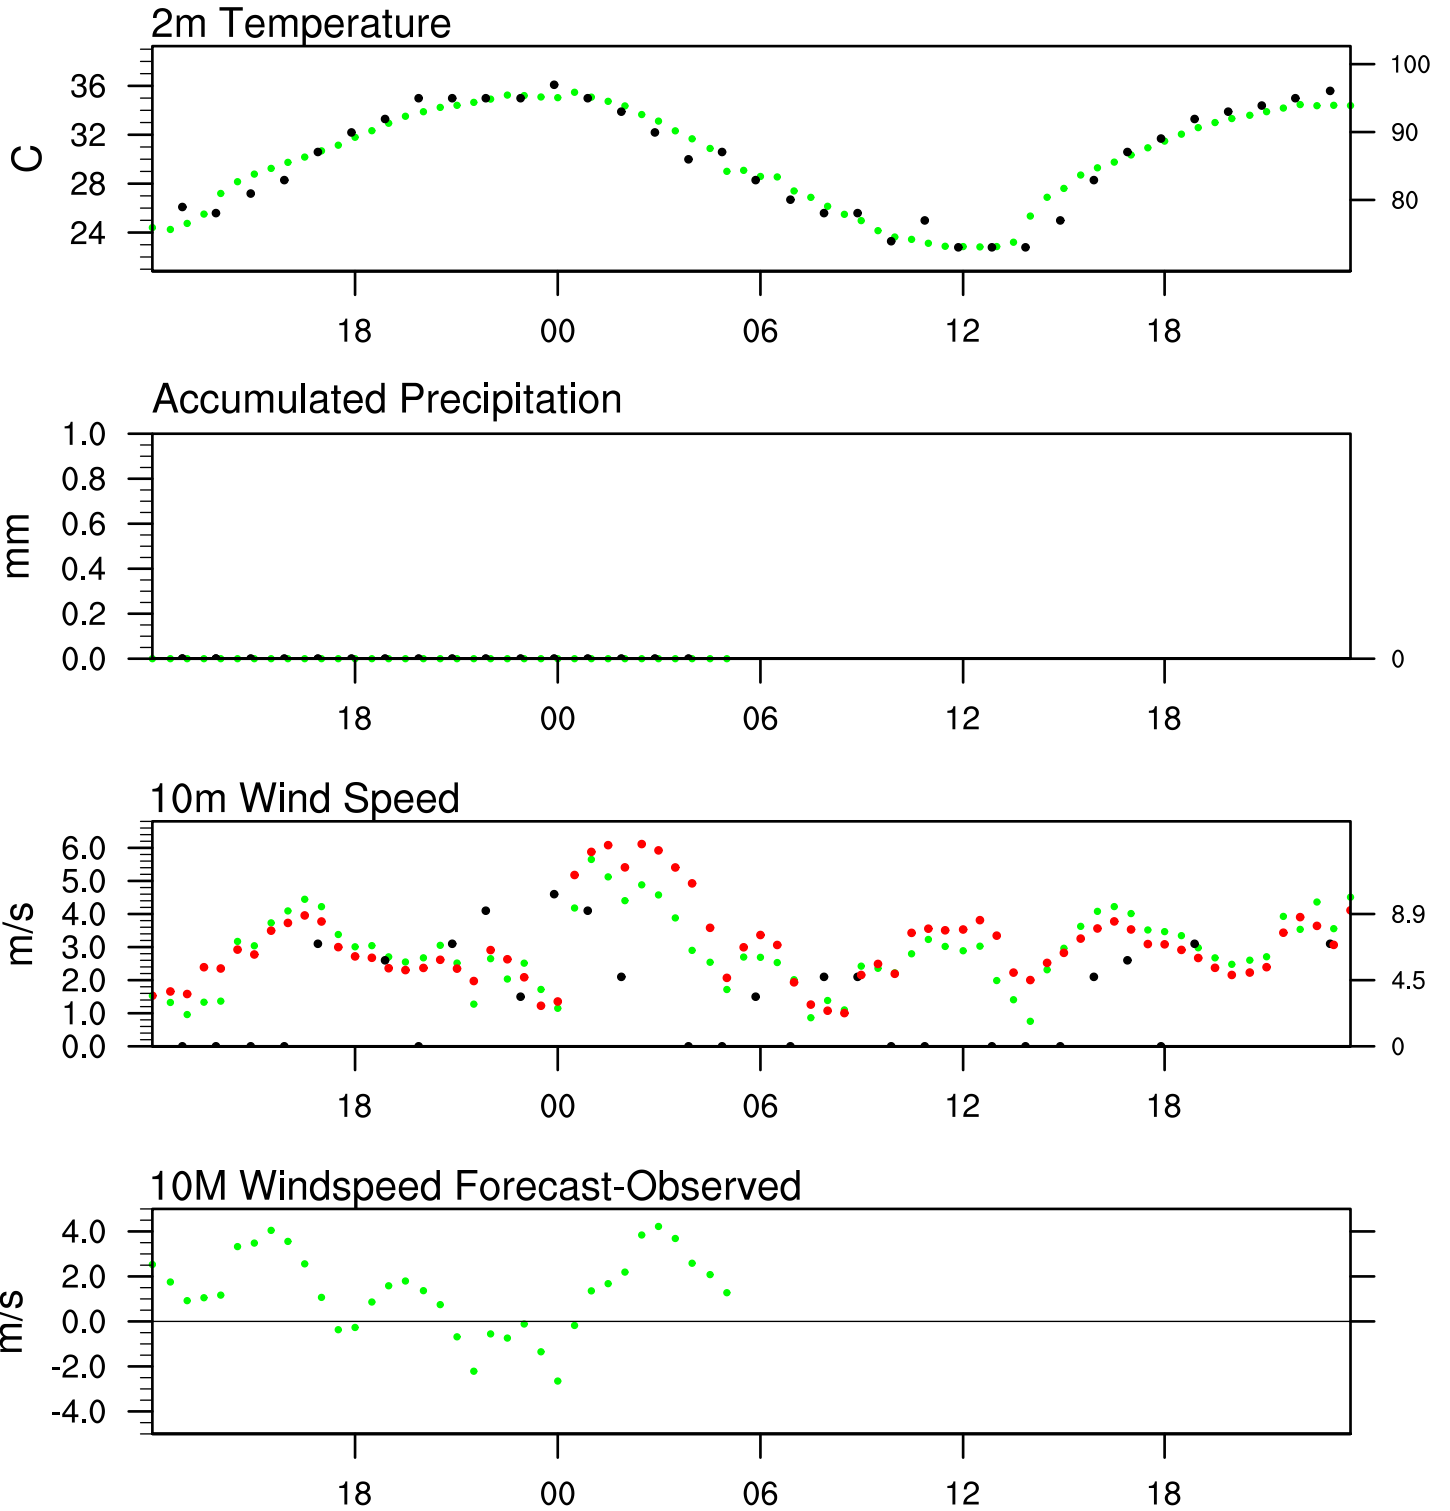 2m Temperature
36
32
28
24
C
100
90
80
18 00 06 12 18
Accumulated Precipitation
1.0
0.8
0.6
0.4
0.2
0.0
mm
0
18 00 06 12 18
10m Wind Speed
6.0
5.0
4.0
3.0
2.0
1.0
0.0
m/s
8.9
4.5
0
18 00 06 12 18
10M Windspeed Forecast-Observed
4.0
2.0
0.0
-2.0
-4.0
m/s
18 00 06 12 18